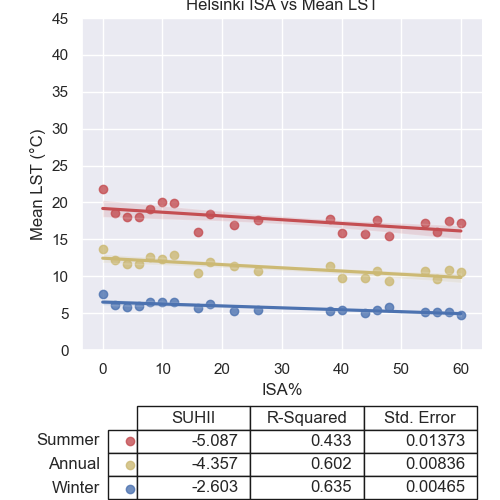 Helsinki ISA vs Mean LST
45
40
35
30
25
20
15
10
5
0
Mean LST (°C)
0 10 20 30 40 50 60
ISA%
SUHII R-Squared Std. Error
Summer -5.087 0.433 0.01373
Annual -4.357 0.602 0.00836
Winter -2.603 0.635 0.00465